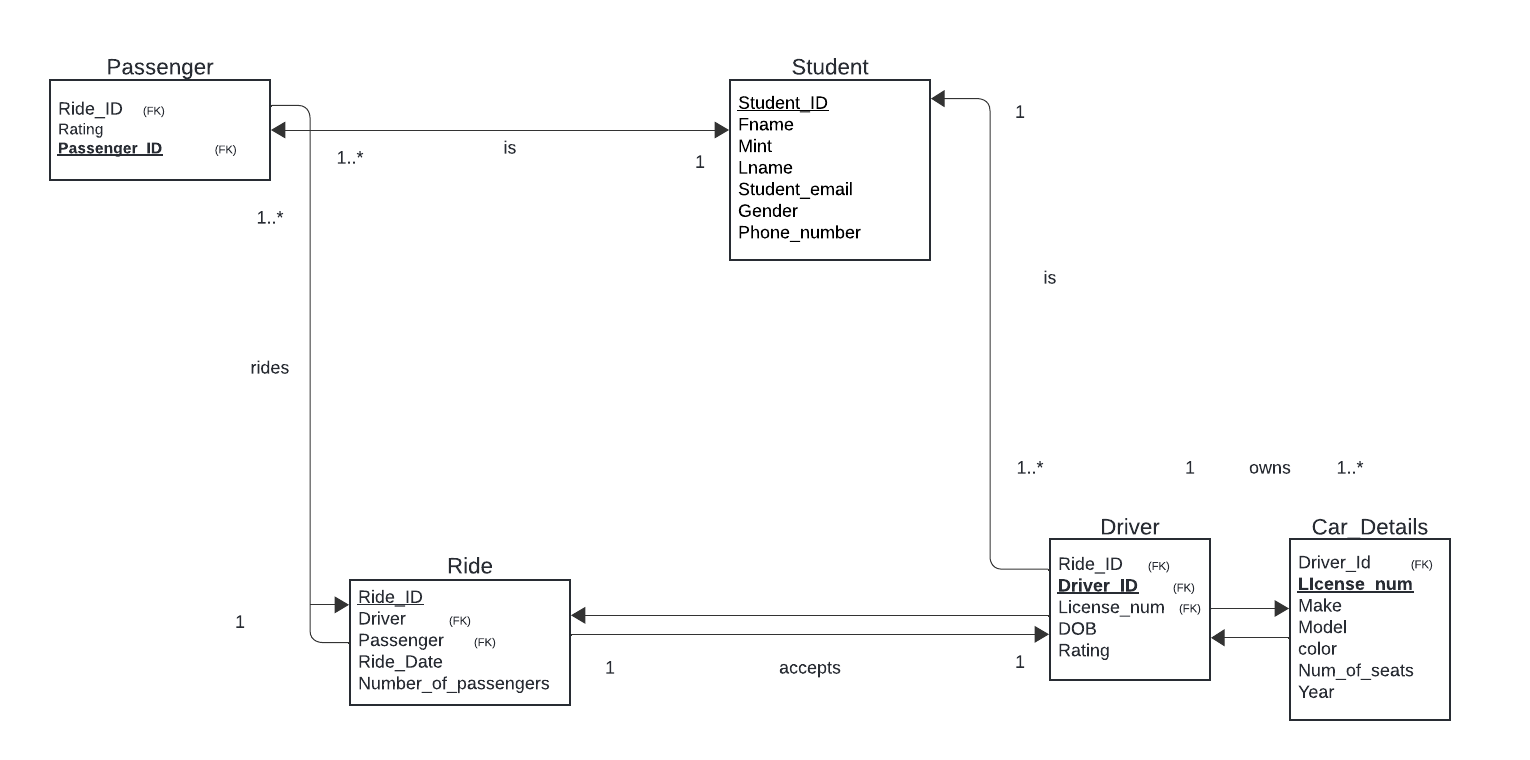 Passenger
Ride_ID (FK)
Rating
Passenger_ID (FK)
1..*
is
1
1..*
Student
Student_ID
Fname
Mint
Lname
Student_email
Gender
Phone_number
1
is
1..*
rides
1
Ride
Ride_ID
Driver (FK)
Passenger (FK)
Ride_Date
Number_of_passengers
1
accepts
1
1
owns
1..*
Driver
Ride_ID (FK)
Driver_ID (FK)
License_num (FK)
DOB
Rating
Car_Details
Driver_Id (FK)
LIcense_num
Make
Model
color
Num_of_seats
Year